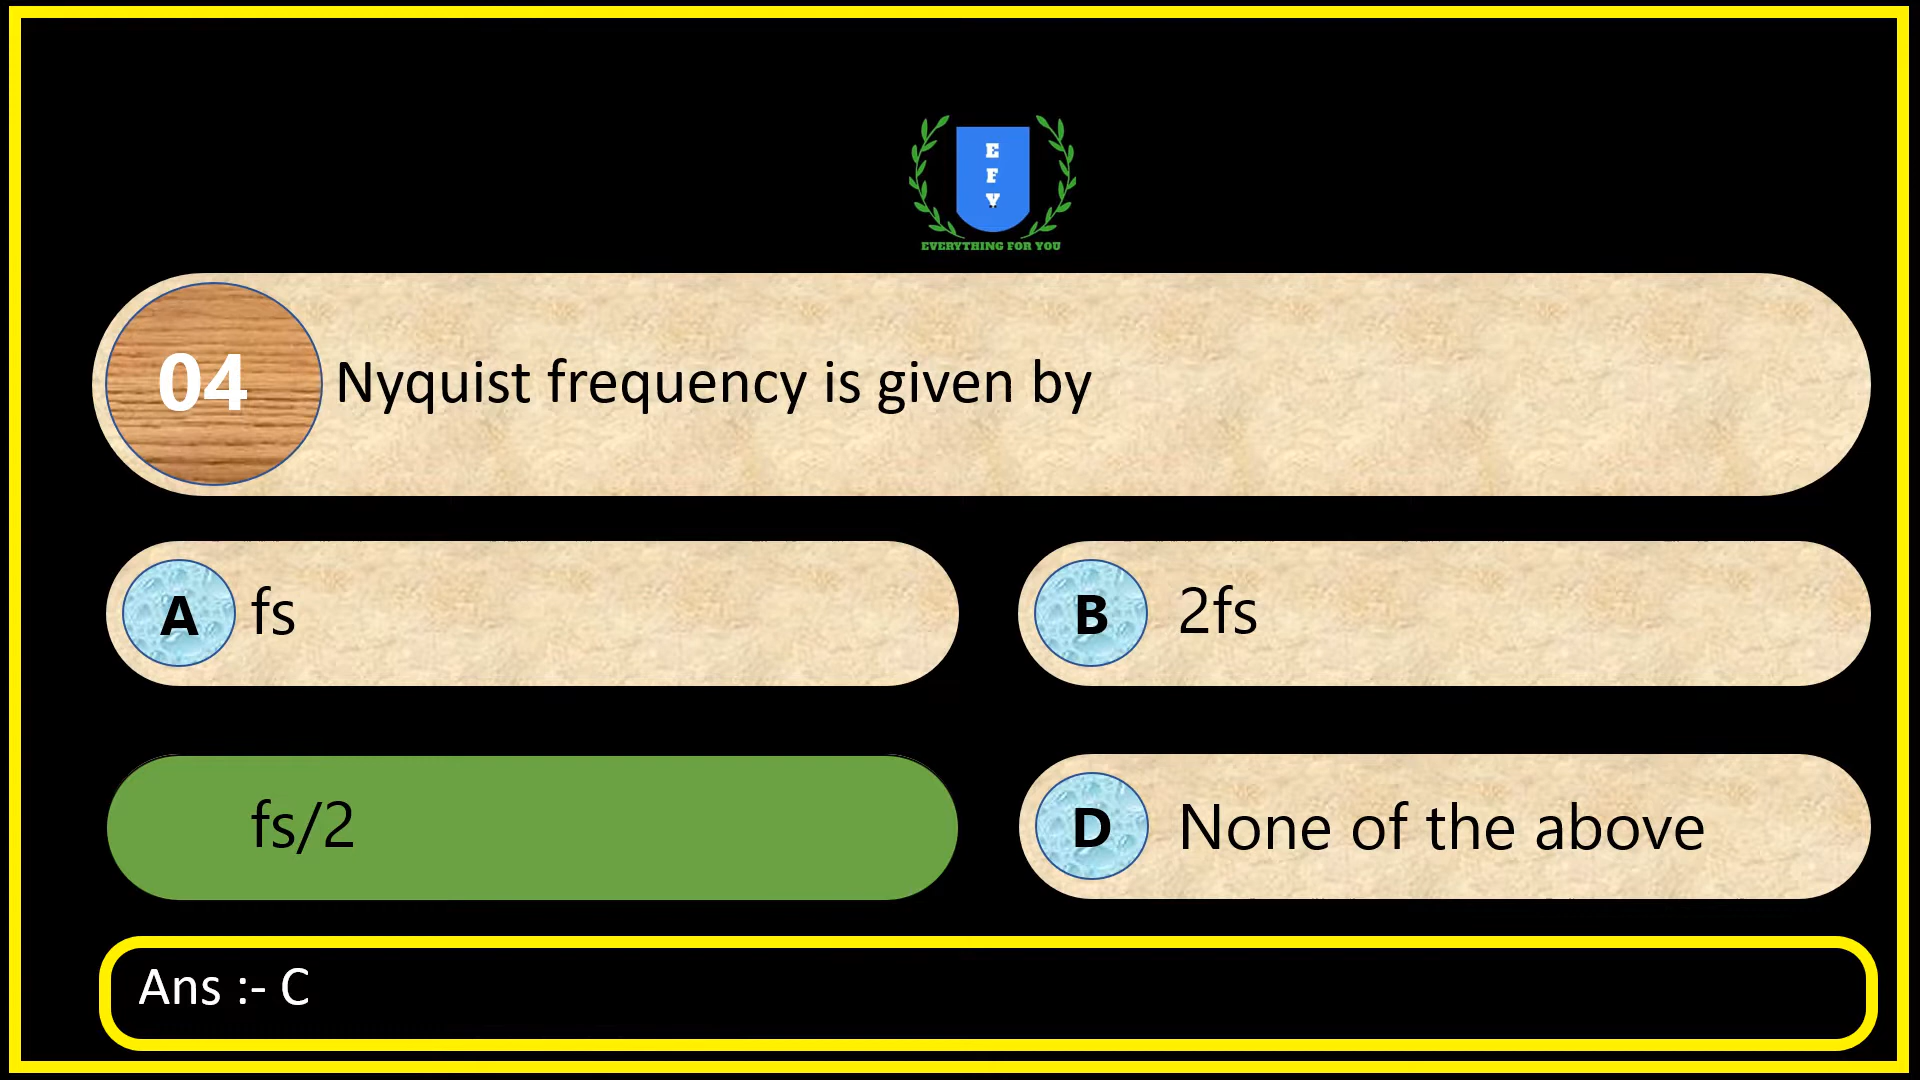 E
F
Y
EVERYTHING FOR YOU
04 Nyquist frequency is given by
A fs
B 2fs
fs/2
D None of the above
Ans :- C